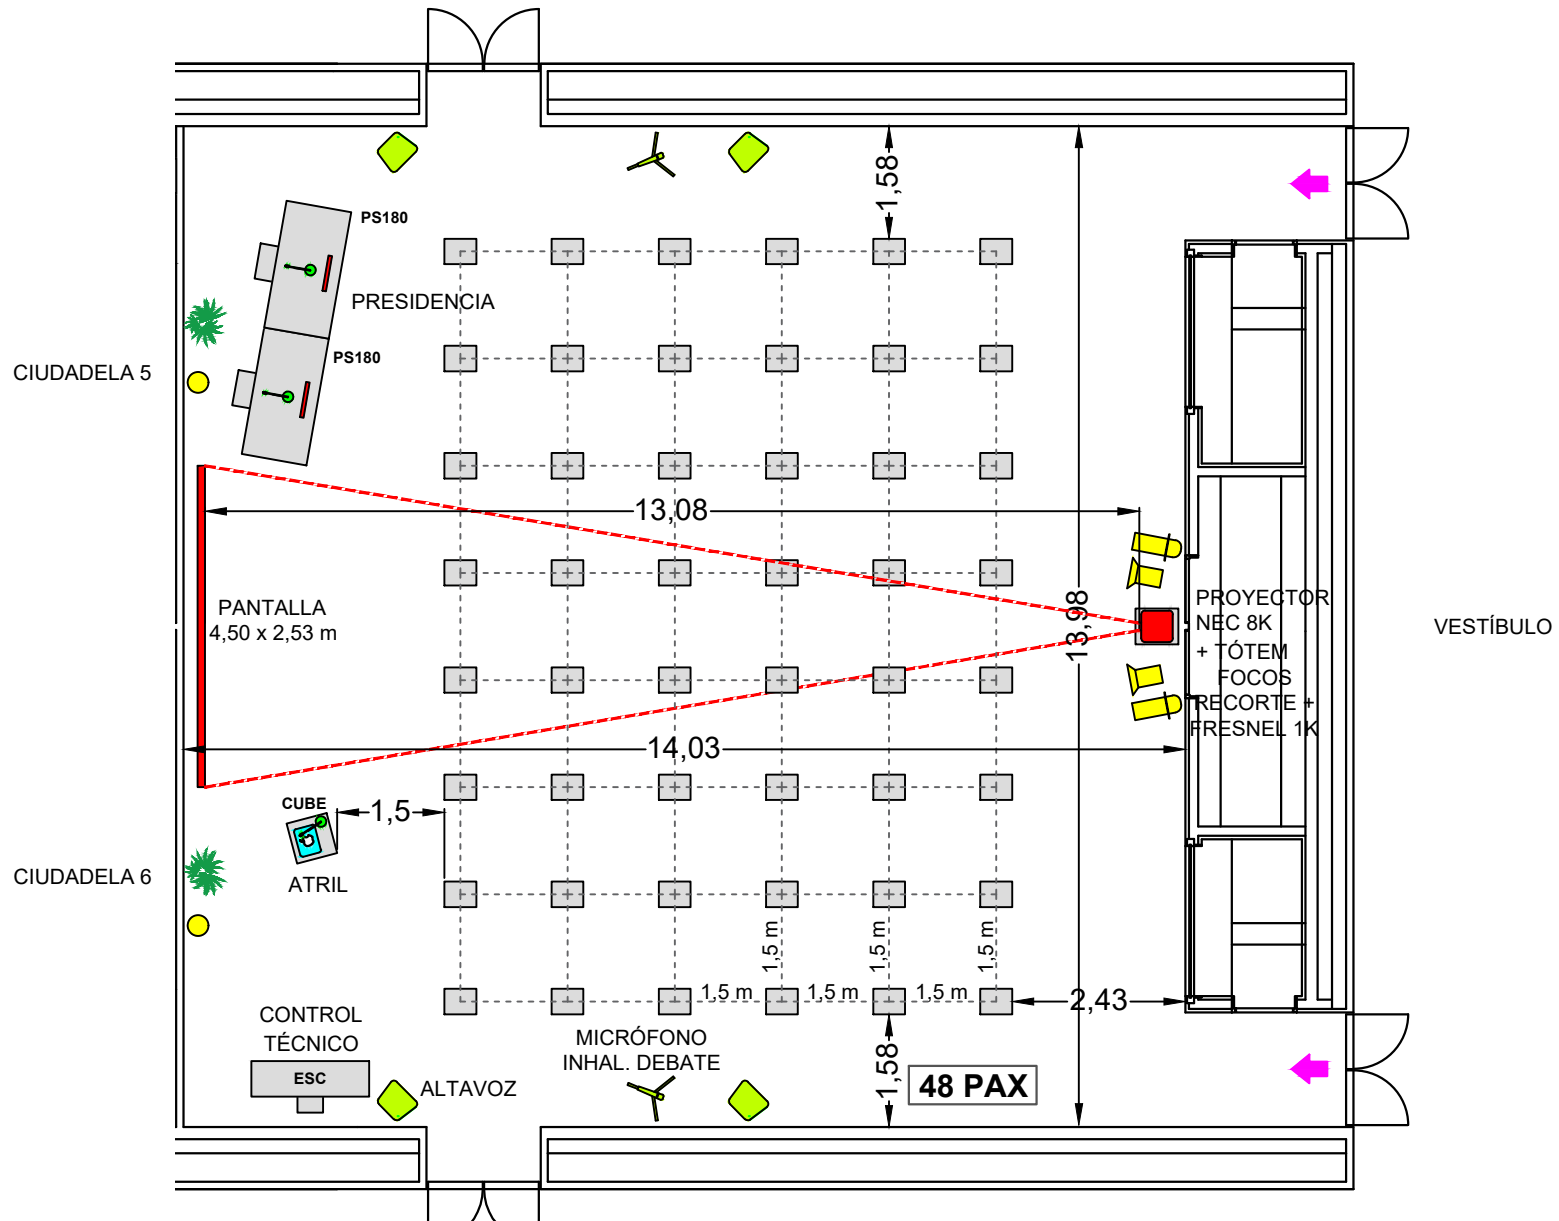 PS180
1,58
PRESIDENCIA
PS180
CIUDADELA 5
13,08
PANTALLA
4,50 x 2,53 m
13,98
PROYECTOR
NEC 8K
+ TÓTEM
FOCOS
RECORTE +
FRESNEL 1K
VESTÍBULO
14,03
CUBE
1,5
ATRIL
CIUDADELA 6
1,5 m
1,5 m
1,5 m
1,5 m
1,5 m
1,5 m
2,43
CONTROL
TÉCNICO
ESC
MICRÓFONO
INHAL. DEBATE
ALTAVOZ
1,58
48 PAX